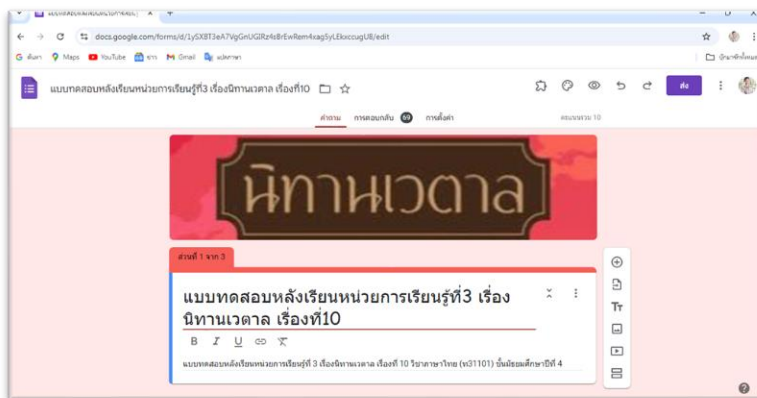 docs.google.com/forms/d/1ySX8T3eA7VgGnUGIRz4sBrEwRem4xagSyLEkxccugU8/edit
Maps YouTube ข่าว Gmail แปลภาษา
แบบทดสอบหลังเรียนหน่วยการเรียนรู้ที่3 เรื่องนิทานเวตาล เรื่องที่10
ส่ง
คำถาม การตอบกลับ 69 การตั้งค่า
คะแนนรวม 10
นิทานเวตาล
ส่วนที่ 1 จาก 3
แบบทดสอบหลังเรียนหน่วยการเรียนรู้ที่3 เรื่อง
นิทานเวตาล เรื่องที่10
B I U
แบบทดสอบหลังเรียนหน่วยการเรียนรู้ที่ 3 เรื่องนิทานเวตาล เรื่องที่ 10 วิชาภาษาไทย (ท31101) ชั้นมัธยมศึกษาปีที่ 4